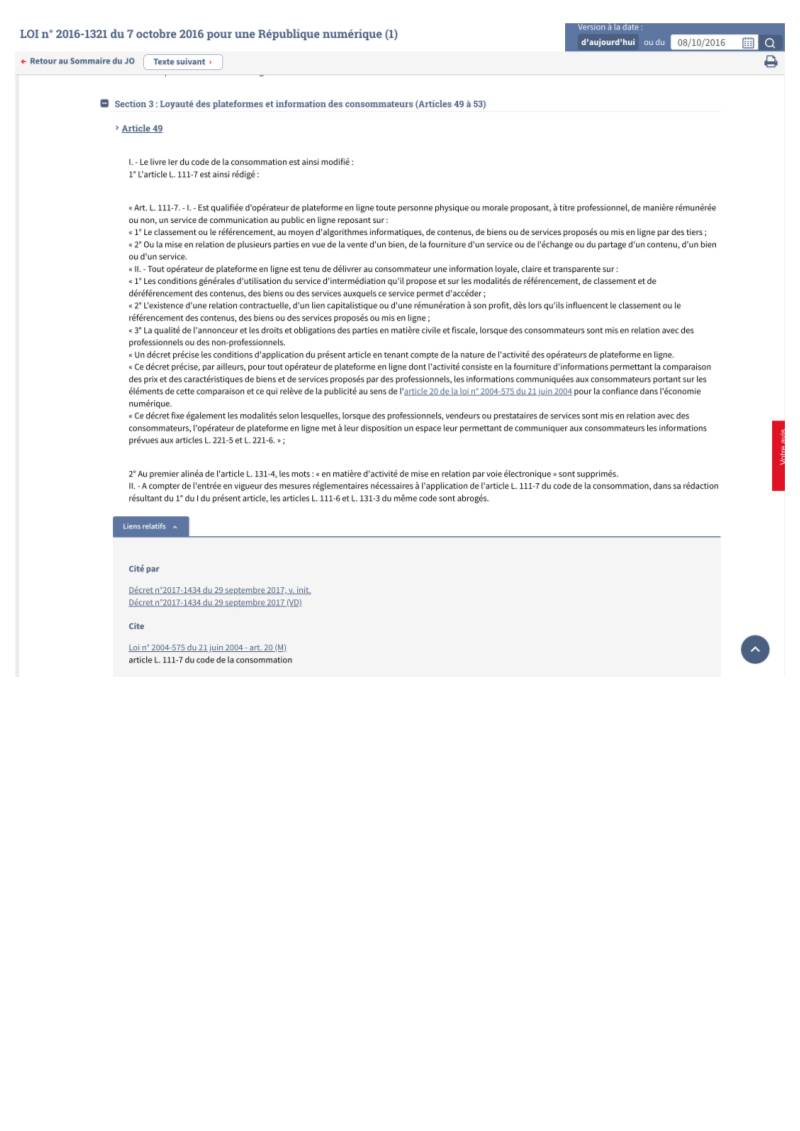 Version à la date :
LOI n° 2016-1321 du 7 octobre 2016 pour une République numérique (1)
d'aujourd'hui ou du 08/10/2016
← Retour au Sommaire du JO Texte suivant ›
Section 3 : Loyauté des plateformes et information des consommateurs (Articles 49 à 53)
› Article 49
I. - Le livre Ier du code de la consommation est ainsi modifié :
1° L'article L. 111-7 est ainsi rédigé :
« Art. L. 111-7. - I. - Est qualifiée d'opérateur de plateforme en ligne toute personne physique ou morale proposant, à titre professionnel, de manière rémunérée
ou non, un service de communication au public en ligne reposant sur :
« 1° Le classement ou le référencement, au moyen d'algorithmes informatiques, de contenus, de biens ou de services proposés ou mis en ligne par des tiers ;
« 2° Ou la mise en relation de plusieurs parties en vue de la vente d'un bien, de la fourniture d'un service ou de l'échange ou du partage d'un contenu, d'un bien
ou d'un service.
« II. - Tout opérateur de plateforme en ligne est tenu de délivrer au consommateur une information loyale, claire et transparente sur :
« 1° Les conditions générales d'utilisation du service d'intermédiation qu'il propose et sur les modalités de référencement, de classement et de
déréférencement des contenus, des biens ou des services auxquels ce service permet d'accéder ;
« 2° L'existence d'une relation contractuelle, d'un lien capitalistique ou d'une rémunération à son profit, dès lors qu'ils influencent le classement ou le
référencement des contenus, des biens ou des services proposés ou mis en ligne ;
« 3° La qualité de l'annonceur et les droits et obligations des parties en matière civile et fiscale, lorsque des consommateurs sont mis en relation avec des
professionnels ou des non-professionnels.
« Un décret précise les conditions d'application du présent article en tenant compte de la nature de l'activité des opérateurs de plateforme en ligne.
« Ce décret précise, par ailleurs, pour tout opérateur de plateforme en ligne dont l'activité consiste en la fourniture d'informations permettant la comparaison
des prix et des caractéristiques de biens et de services proposés par des professionnels, les informations communiquées aux consommateurs portant sur les
éléments de cette comparaison et ce qui relève de la publicité au sens de l'article 20 de la loi n° 2004-575 du 21 juin 2004 pour la confiance dans l'économie
numérique.
« Ce décret fixe également les modalités selon lesquelles, lorsque des professionnels, vendeurs ou prestataires de services sont mis en relation avec des
consommateurs, l'opérateur de plateforme en ligne met à leur disposition un espace leur permettant de communiquer aux consommateurs les informations
prévues aux articles L. 221-5 et L. 221-6. » ;
Votre avis
2° Au premier alinéa de l'article L. 131-4, les mots : « en matière d'activité de mise en relation par voie électronique » sont supprimés.
II. - A compter de l'entrée en vigueur des mesures réglementaires nécessaires à l'application de l'article L. 111-7 du code de la consommation, dans sa rédaction
résultant du 1° du I du présent article, les articles L. 111-6 et L. 131-3 du même code sont abrogés.
Liens relatifs
Cité par
Décret n°2017-1434 du 29 septembre 2017, v. init.
Décret n°2017-1434 du 29 septembre 2017 (VD)
Cite
Loi n° 2004-575 du 21 juin 2004 - art. 20 (M)
article L. 111-7 du code de la consommation